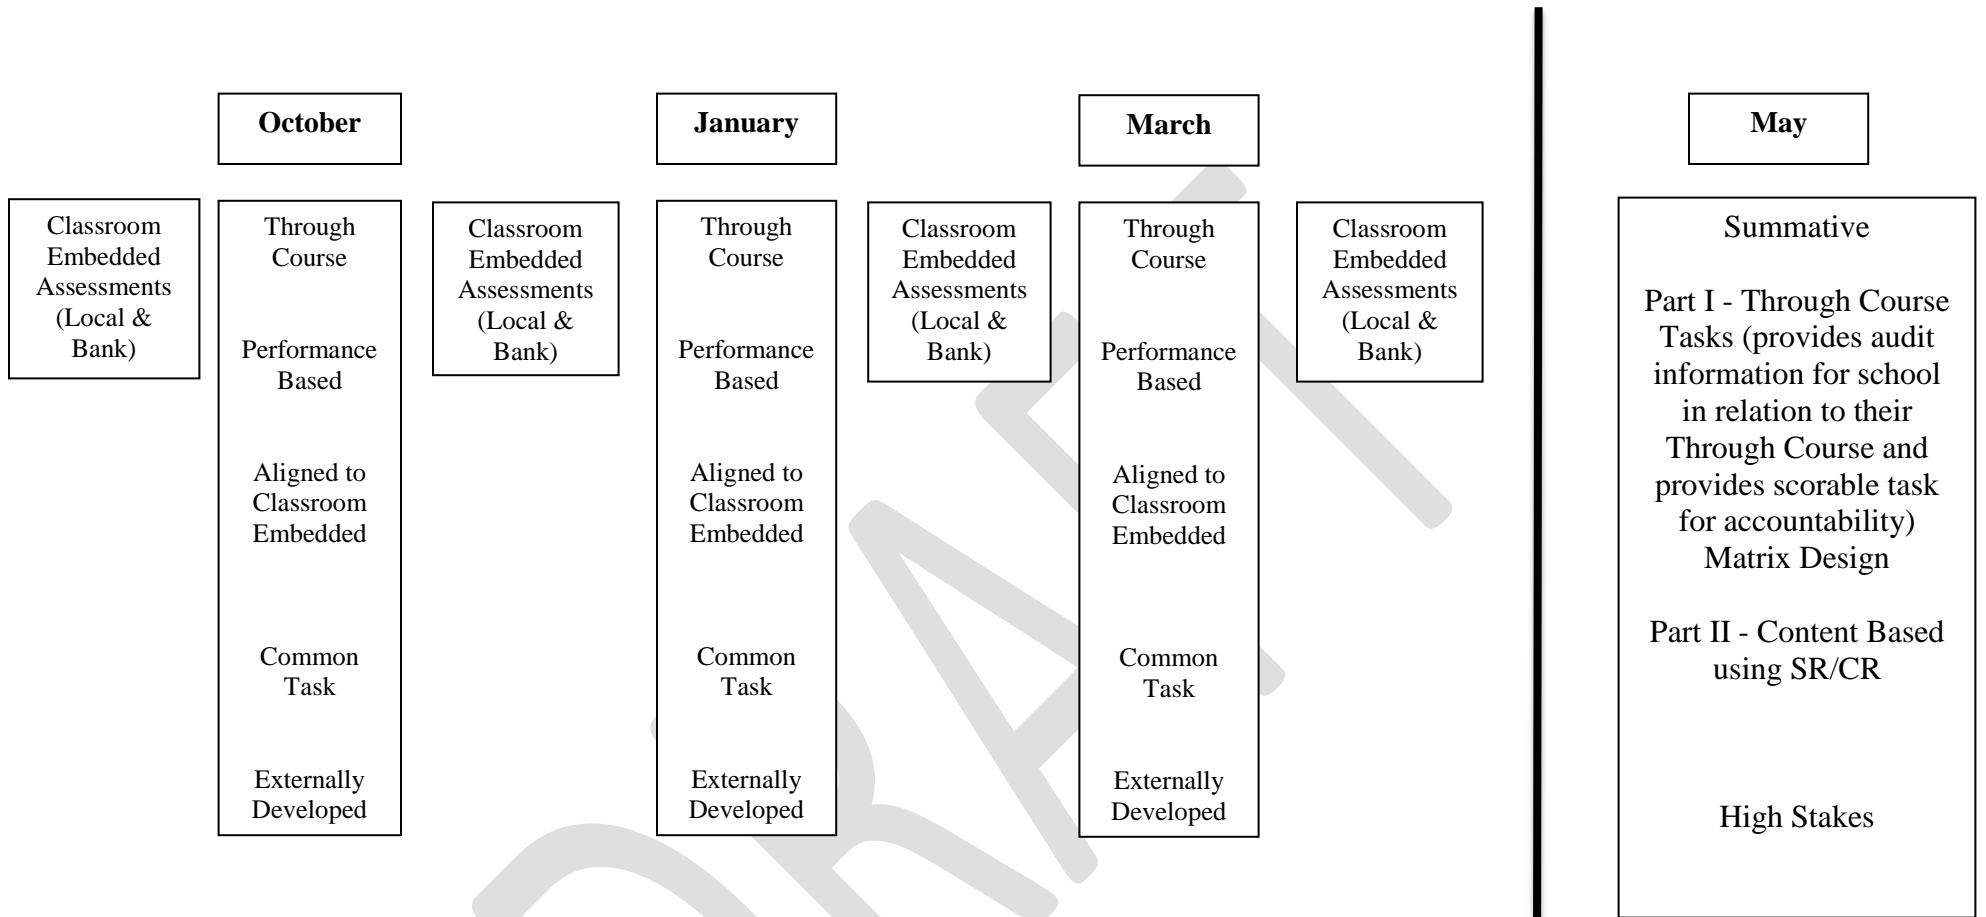 October
January
March
May
Classroom
Embedded
Assessments
(Local &
Bank)
Through
Course
Performance
Based
Aligned to
Classroom
Embedded
Common
Task
Externally
Developed
Classroom
Embedded
Assessments
(Local &
Bank)
Through
Course
Performance
Based
Aligned to
Classroom
Embedded
Common
Task
Externally
Developed
Classroom
Embedded
Assessments
(Local &
Bank)
Through
Course
Performance
Based
Aligned to
Classroom
Embedded
Common
Task
Externally
Developed
Classroom
Embedded
Assessments
(Local &
Bank)
Summative
Part I - Through Course
Tasks (provides audit
information for school
in relation to their
Through Course and
provides scorable task
for accountability)
Matrix Design
Part II - Content Based
using SR/CR
High Stakes
DRAFT